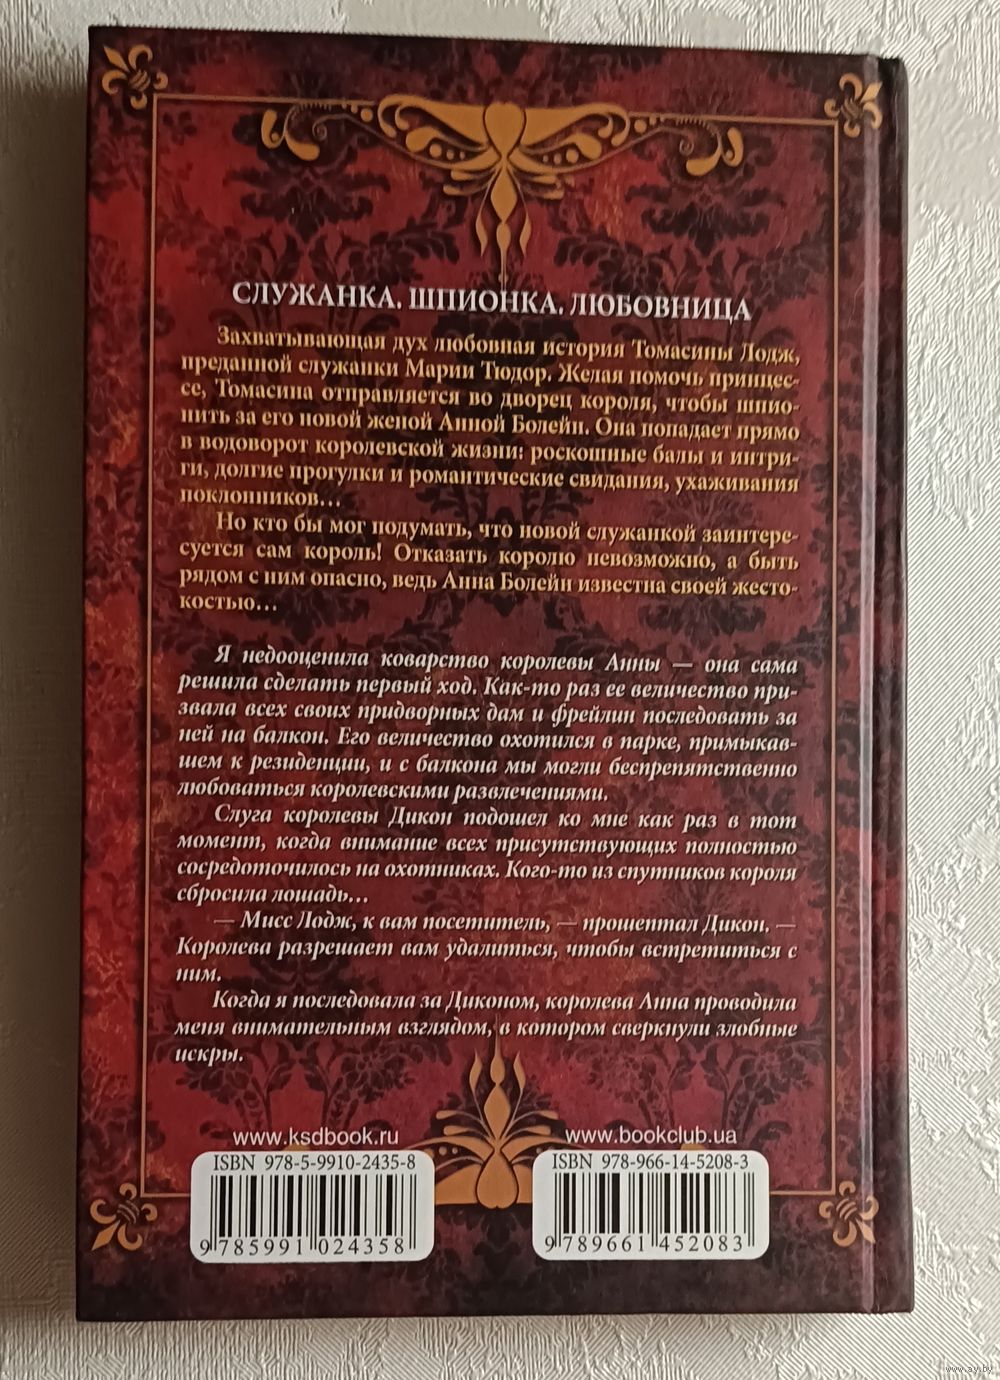 СЛУЖАНКА. ШПИОНКА. ЛЮБОВНИЦА
Захватывающая дух любовная история Томасины Лодж,
преданной служанки Марии Тюдор. Желая помочь принцес-
се, Томасина отправляется во дворец короля, чтобы шпио-
нить за его новой женой Анной Болейн. Она попадает прямо
в водоворот королевской жизни: роскошные балы и интри-
ги, долгие прогулки и романтические свидания, ухаживания
поклонников…
Но кто бы мог подумать, что новой служанкой заинтере-
суется сам король! Отказать королю невозможно, а быть
рядом с ним опасно, ведь Анна Болейн известна своей жесто-
костью…
Я недооценила коварство королевы Анны — она сама
решила сделать первый ход. Как-то раз ее величество при-
звала всех своих придворных дам и фрейлин последовать за
ней на балкон. Его величество охотился в парке, примыкав-
шем к резиденции, и с балкона мы могли беспрепятственно
любоваться королевскими развлечениями.
Слуга королевы Дикон подошел ко мне как раз в тот
момент, когда внимание всех присутствующих полностью
сосредоточилось на охотниках. Кого-то из спутников короля
сбросила лошадь…
— Мисс Лодж, к вам посетитель, — прошептал Дикон. —
Королева разрешает вам удалиться, чтобы встретиться с
ним.
Когда я последовала за Диконом, королева Анна проводила
меня внимательным взглядом, в котором сверкнули злобные
искры.
www.ksdbook.ru www.bookclub.ua
ISBN 978-5-9910-2435-8 ISBN 978-966-14-5208-3
9 785991 024358 9 789661 452083
www.ay.by